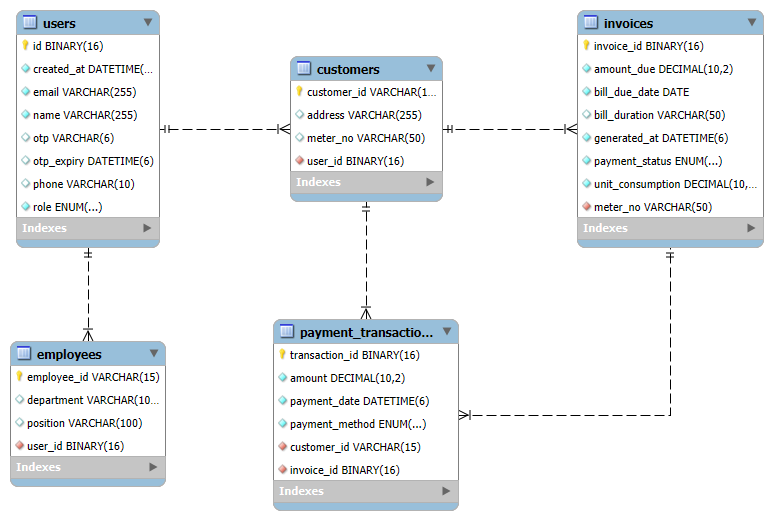 users
id BINARY(16)
created_at DATETIME(...
email VARCHAR(255)
name VARCHAR(255)
otp VARCHAR(6)
otp_expiry DATETIME(6)
phone VARCHAR(10)
role ENUM(...)
Indexes
customers
customer_id VARCHAR(1...
address VARCHAR(255)
meter_no VARCHAR(50)
user_id BINARY(16)
Indexes
invoices
invoice_id BINARY(16)
amount_due DECIMAL(10,2)
bill_due_date DATE
bill_duration VARCHAR(50)
generated_at DATETIME(6)
payment_status ENUM(...)
unit_consumption DECIMAL(10,...
meter_no VARCHAR(50)
Indexes
employees
employee_id VARCHAR(15)
department VARCHAR(10...
position VARCHAR(100)
user_id BINARY(16)
Indexes
payment_transactio...
transaction_id BINARY(16)
amount DECIMAL(10,2)
payment_date DATETIME(6)
payment_method ENUM(...)
customer_id VARCHAR(15)
invoice_id BINARY(16)
Indexes